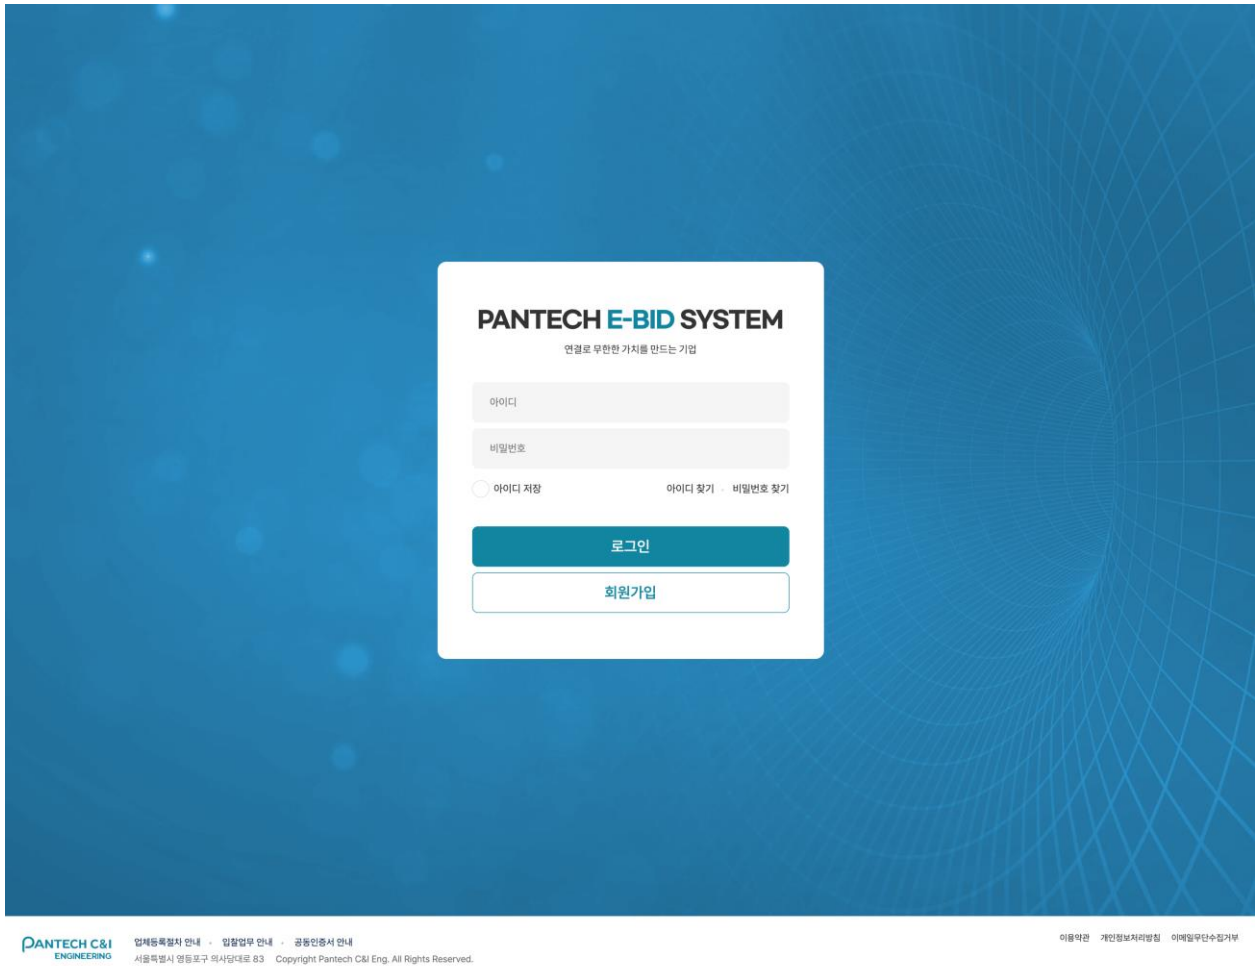 PANTECH E-BID SYSTEM
연결로 무한한 가치를 만드는 기업
아이디
비밀번호
아이디 저장
아이디 찾기 · 비밀번호 찾기
로그인
회원가입
PANTECH C&I
ENGINEERING
업체등록절차 안내 · 입찰업무 안내 · 공동인증서 안내
서울특별시 영등포구 의사당대로 83 Copyright Pantech C&I Eng. All Rights Reserved.
이용약관 개인정보처리방침 이메일무단수집거부